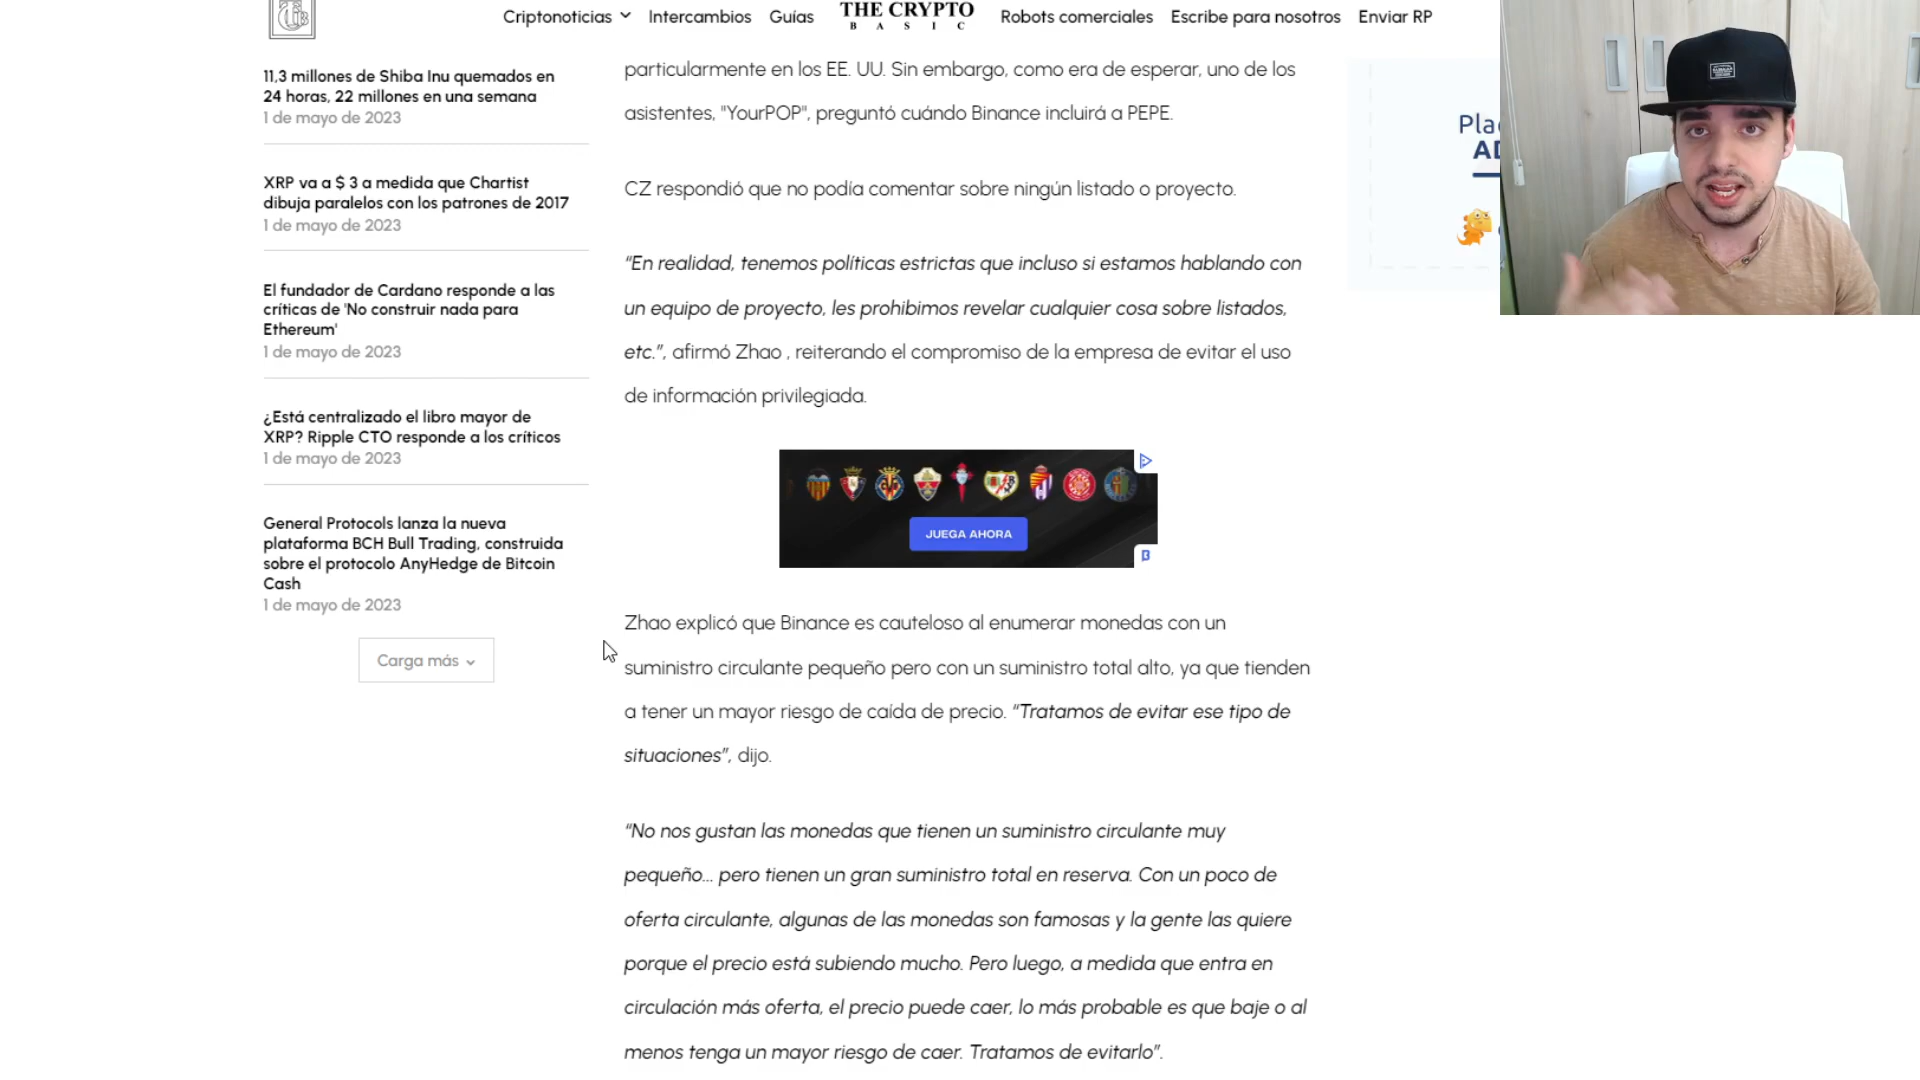 Criptonoticias
Intercambios
Guías
THE CRYPTO
BASIC
Robots comerciales
Escribe para nosotros
Enviar RP
11,3 millones de Shiba Inu quemados en
24 horas, 22 millones en una semana
1 de mayo de 2023
XRP va a $ 3 a medida que Chartist
dibuja paralelos con los patrones de 2017
1 de mayo de 2023
El fundador de Cardano responde a las
críticas de 'No construir nada para
Ethereum'
1 de mayo de 2023
¿Está centralizado el libro mayor de
XRP? Ripple CTO responde a los críticos
1 de mayo de 2023
General Protocols lanza la nueva
plataforma BCH Bull Trading, construida
sobre el protocolo AnyHedge de Bitcoin
Cash
1 de mayo de 2023
Carga más
particularmente en los EE. UU. Sin embargo, como era de esperar, uno de los
asistentes, "YourPOP", preguntó cuándo Binance incluirá a PEPE.
CZ respondió que no podía comentar sobre ningún listado o proyecto.
“En realidad, tenemos políticas estrictas que incluso si estamos hablando con
un equipo de proyecto, les prohibimos revelar cualquier cosa sobre listados,
etc.”, afirmó Zhao , reiterando el compromiso de la empresa de evitar el uso
de información privilegiada.
JUEGA AHORA
Zhao explicó que Binance es cauteloso al enumerar monedas con un
suministro circulante pequeño pero con un suministro total alto, ya que tienden
a tener un mayor riesgo de caída de precio. “Tratamos de evitar ese tipo de
situaciones”, dijo.
“No nos gustan las monedas que tienen un suministro circulante muy
pequeño... pero tienen un gran suministro total en reserva. Con un poco de
oferta circulante, algunas de las monedas son famosas y la gente las quiere
porque el precio está subiendo mucho. Pero luego, a medida que entra en
circulación más oferta, el precio puede caer, lo más probable es que baje o al
menos tenga un mayor riesgo de caer. Tratamos de evitarlo”.